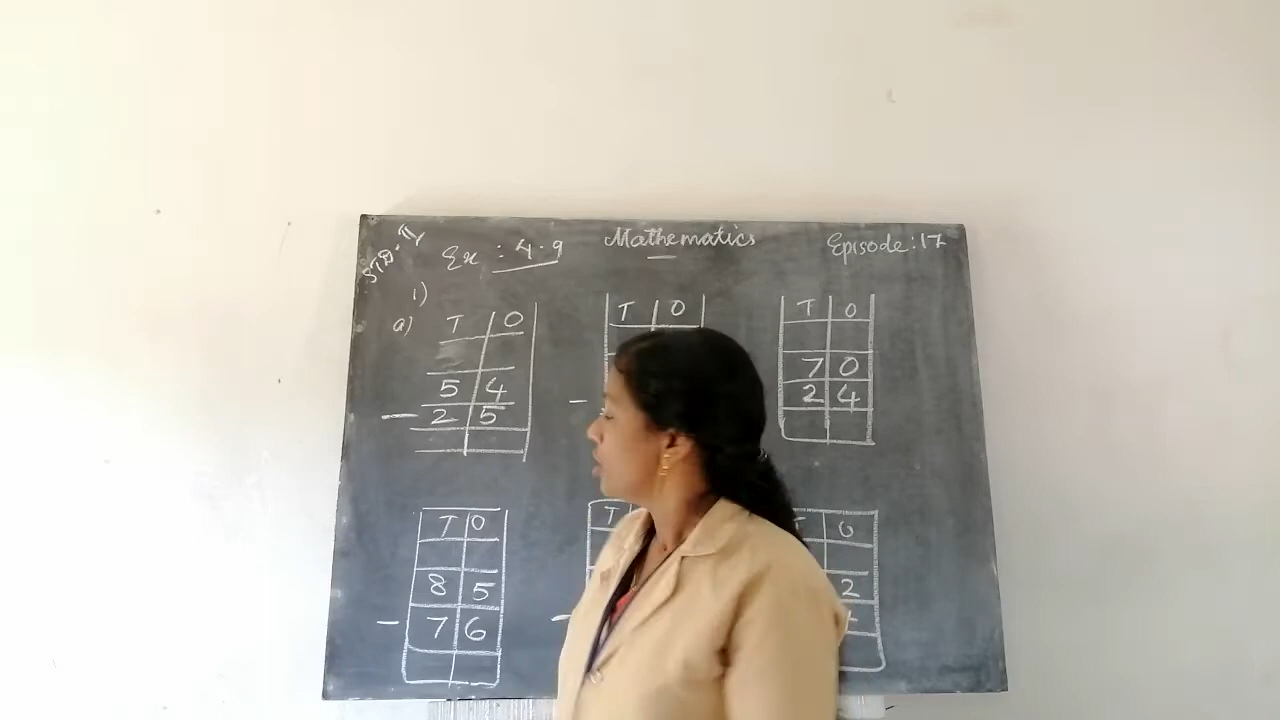 STD-II
Ex : 4.9
Mathematics
Episode: 17
1)
a)
T O
5 4
- 2 5
T O
-
T O
7 0
2 4
T O
8 5
- 7 6
T
-
T O
2